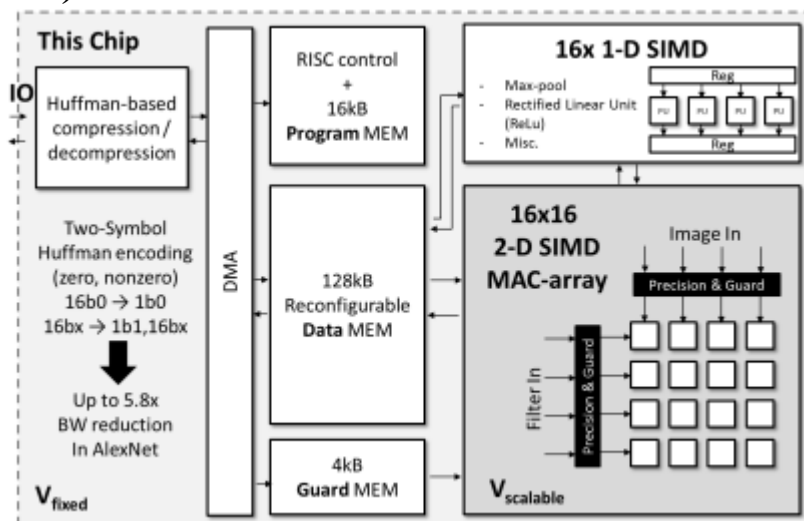 This Chip
IO
Huffman-based
compression /
decompression
Two-Symbol
Huffman encoding
(zero, nonzero)
16b0 → 1b0
16bx → 1b1,16bx
Up to 5.8x
BW reduction
In AlexNet
V fixed
DMA
RISC control
+
16kB
Program MEM
128kB
Reconfigurable
Data MEM
4kB
Guard MEM
16x 1-D SIMD
- Max-pool
- Rectified Linear Unit
(ReLu)
- Misc.
Reg
PU PU PU PU
Reg
16x16
2-D SIMD
MAC-array
Image In
Precision & Guard
Filter In
Precision & Guard
V scalable